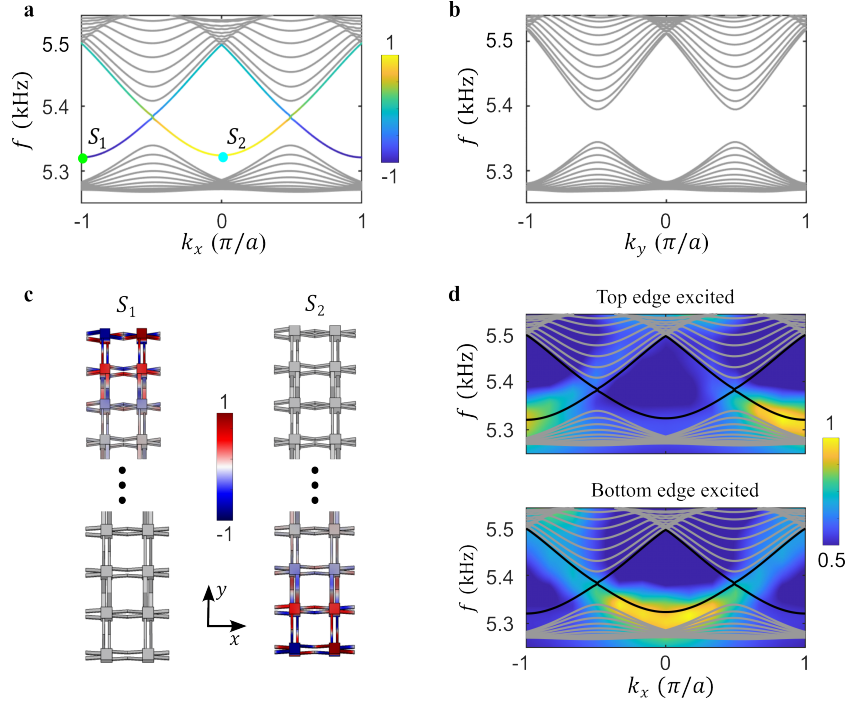 a
b
5.5
5.4
5.3
f (kHz)
S₁
S₂
-1
0
1
kₓ (π/a)
1
-1
5.5
5.4
5.3
f (kHz)
-1
0
1
k_y (π/a)
c
d
S₁
S₂
1
-1
y
x
Top edge excited
5.5
5.4
5.3
f (kHz)
Bottom edge excited
5.5
5.4
5.3
f (kHz)
-1
0
1
kₓ (π/a)
1
0.5